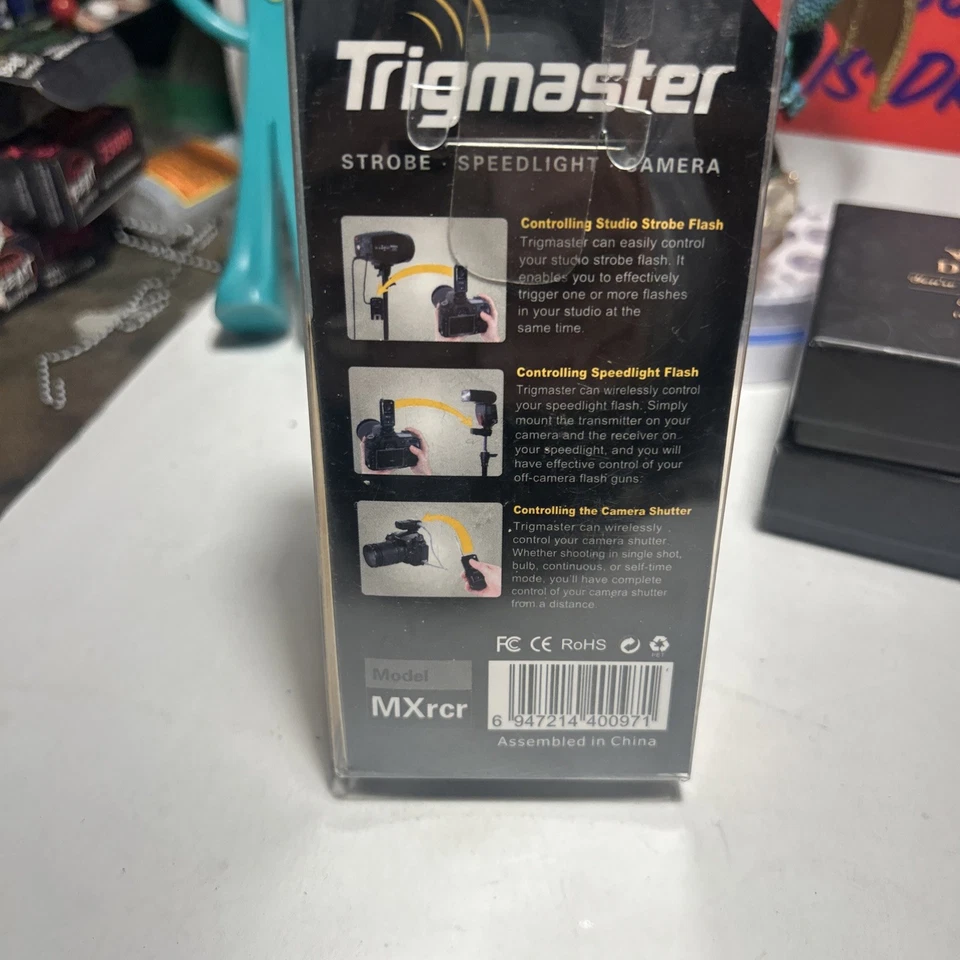 Trigmaster
STROBE · SPEEDLIGHT CAMERA
Controlling Studio Strobe Flash
Trigmaster can easily control
your studio strobe flash. It
enables you to effectively
trigger one or more flashes
in your studio at the
same time.
Controlling Speedlight Flash
Trigmaster can wirelessly control
your speedlight flash. Simply
mount the transmitter on your
camera and the receiver on
your speedlight, and you will
have effective control of your
off-camera flash guns.
Controlling the Camera Shutter
Trigmaster can wirelessly
control your camera shutter.
Whether shooting in single shot,
bulb, continuous, or self-time
mode, you'll have complete
control of your camera shutter
from a distance.
FC CE RoHS
PET
Model
MXrcr
6 947214 400971
Assembled in China
IS